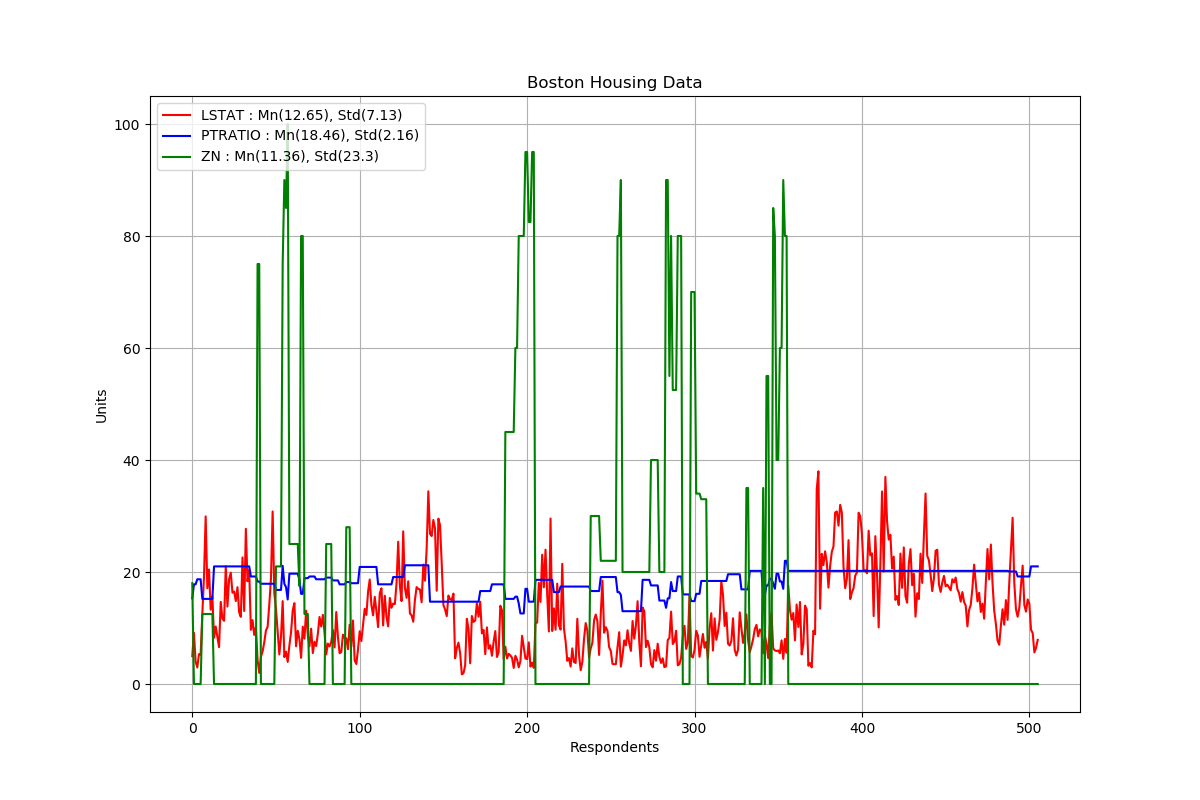 Boston Housing Data
LSTAT : Mn(12.65), Std(7.13)
PTRATIO : Mn(18.46), Std(2.16)
ZN : Mn(11.36), Std(23.3)
100
80
60
40
20
0
Units
0 100 200 300 400 500
Respondents